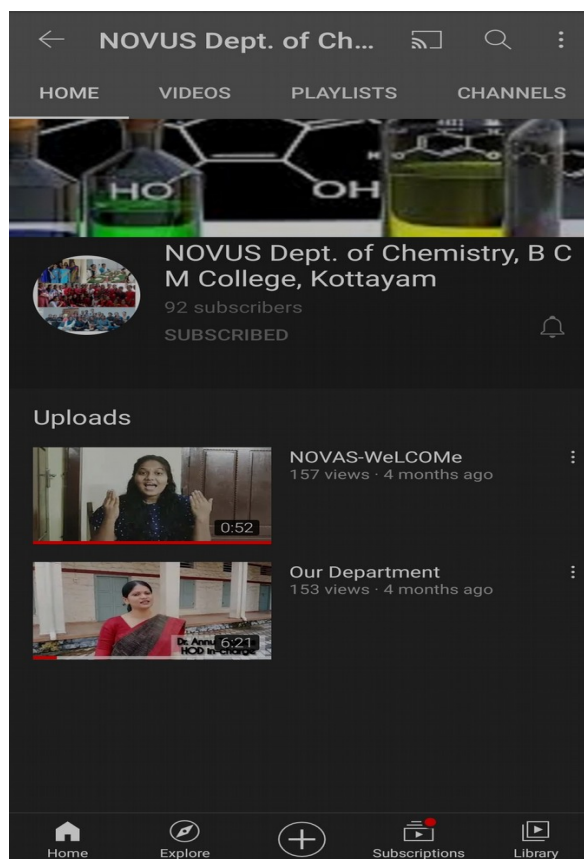 NOVUS Dept. of Ch...
HOME VIDEOS PLAYLISTS CHANNELS
HO OH
NOVUS Dept. of Chemistry, B C
M College, Kottayam
92 subscribers
SUBSCRIBED
Uploads
NOVAS-WeLCOMe
157 views · 4 months ago
0:52
Our Department
153 views · 4 months ago
Dr. Annu
6:21
HOD In-Charge
Home Explore Subscriptions Library